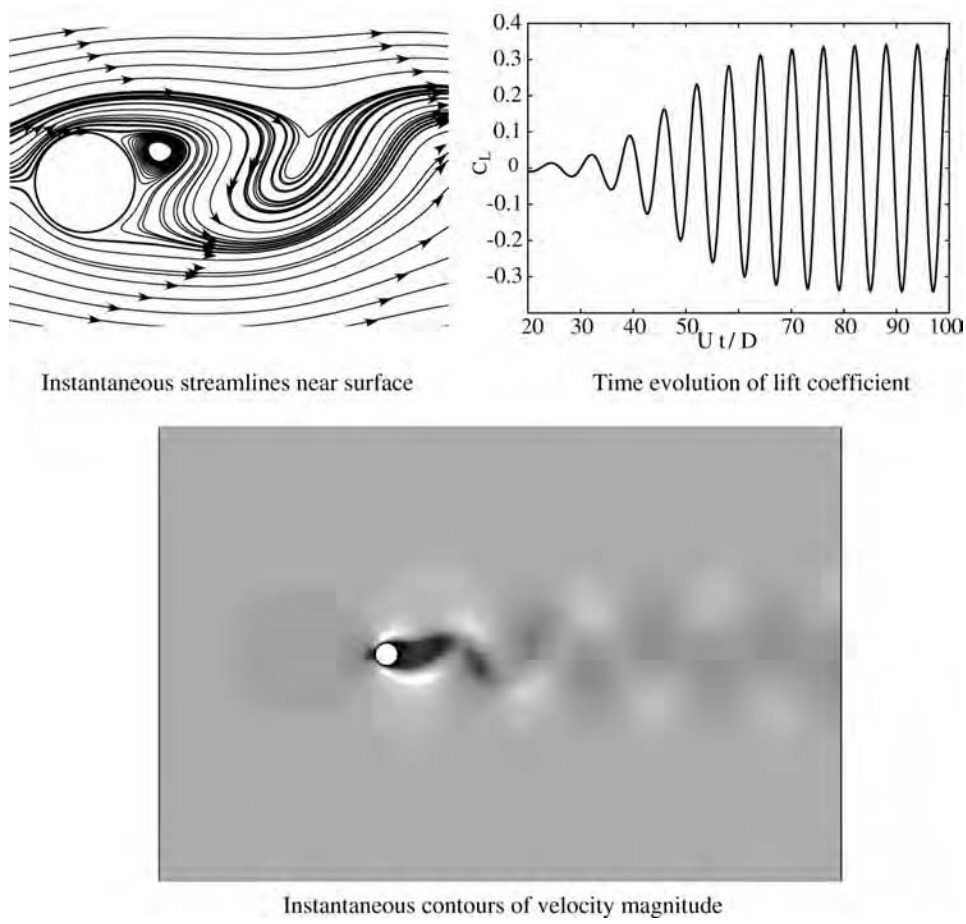 0.4
0.3
0.2
0.1
0
-0.1
-0.2
-0.3
C_L
20 30 40 50 60 70 80 90 100
U t / D
Instantaneous streamlines near surface
Time evolution of lift coefficient
Instantaneous contours of velocity magnitude